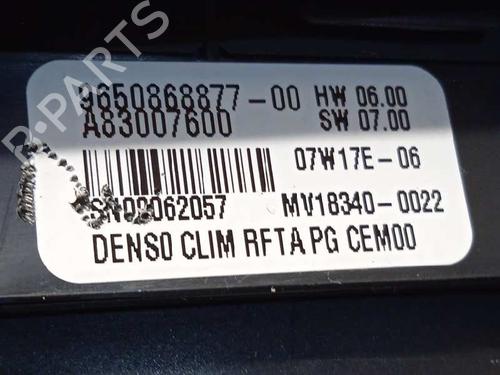 9650868877-00 HW 06.00
A83007600 SW 07.00
07W17E-06
SN00062057 MV18340-0022
DENSO CLIM RFTA PG CEM00
R-PARTS